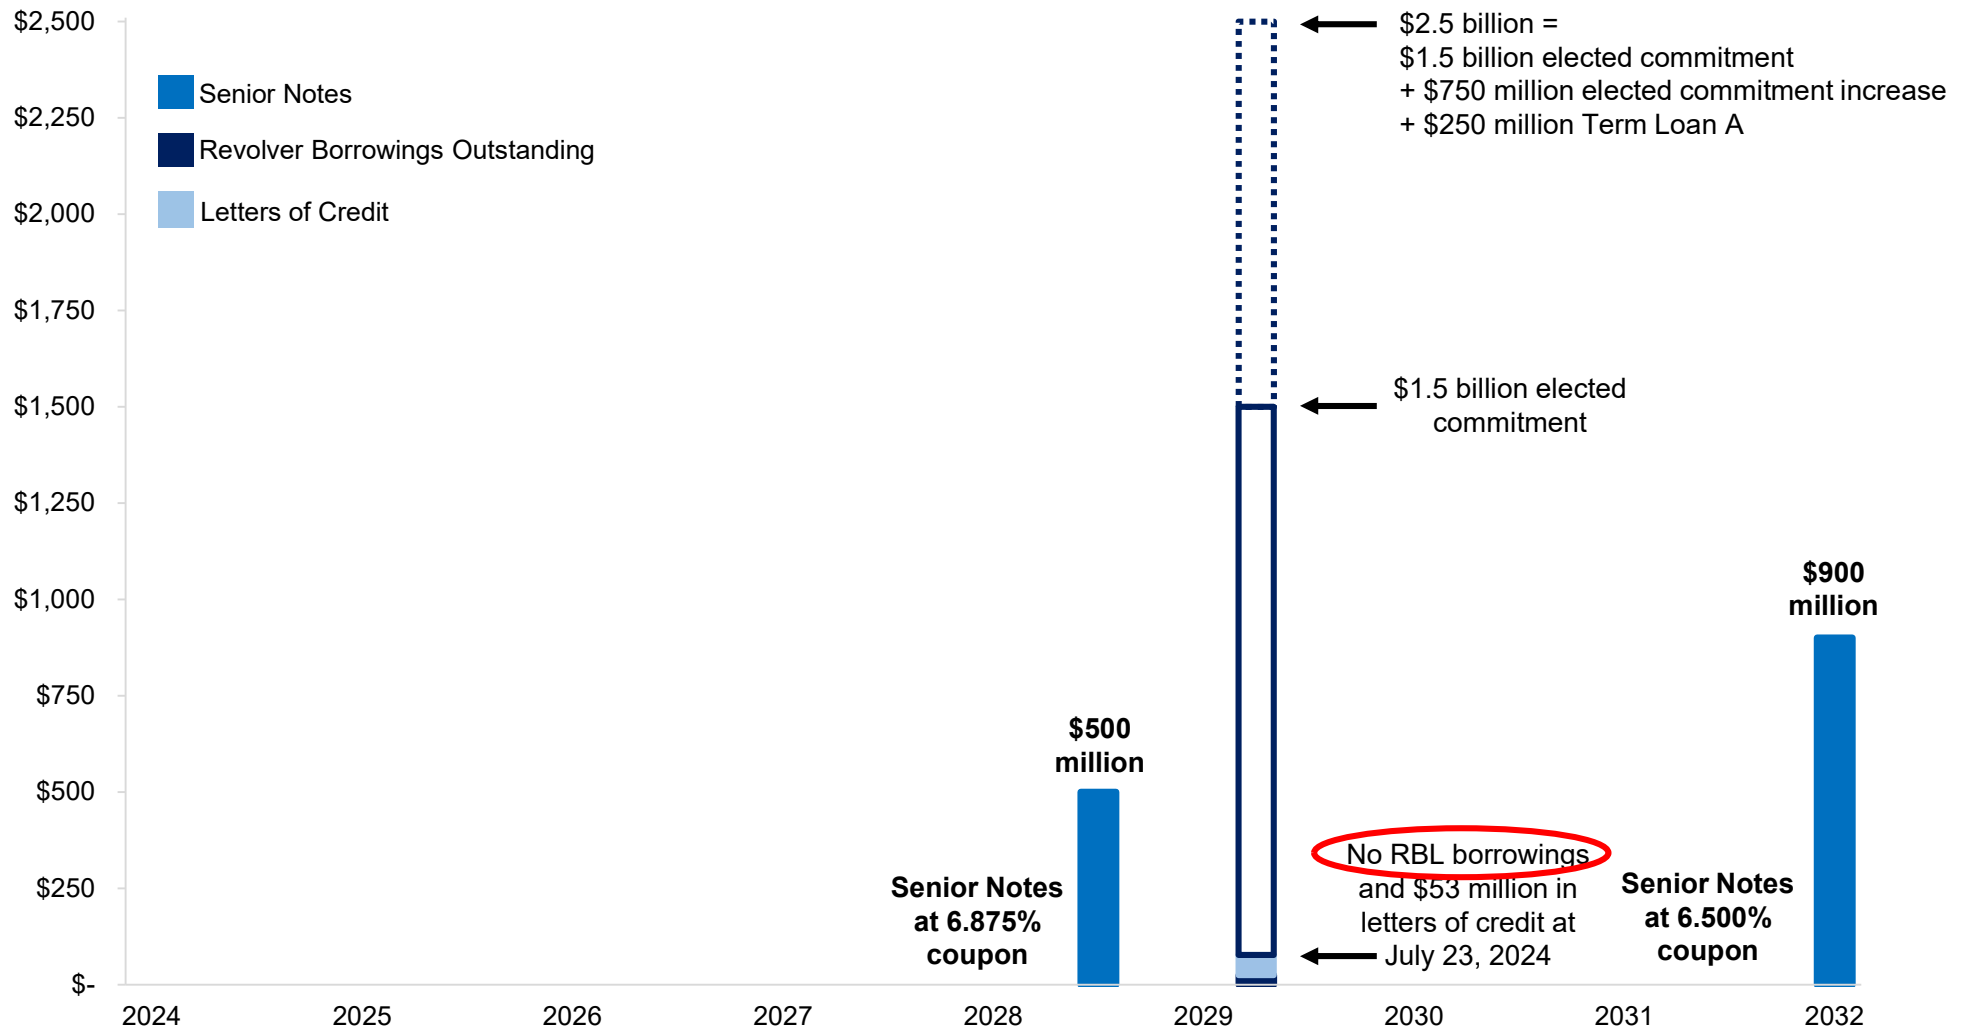 $2,500
$2,250
$2,000
$1,750
$1,500
$1,250
$1,000
$750
$500
$250
$-
Senior Notes
Revolver Borrowings Outstanding
Letters of Credit
$2.5 billion =
$1.5 billion elected commitment
+ $750 million elected commitment increase
+ $250 million Term Loan A
$1.5 billion elected
commitment
$500
million
Senior Notes
at 6.875%
coupon
No RBL borrowings
and $53 million in
letters of credit at
July 23, 2024
$900
million
Senior Notes
at 6.500%
coupon
2024
2025
2026
2027
2028
2029
2030
2031
2032